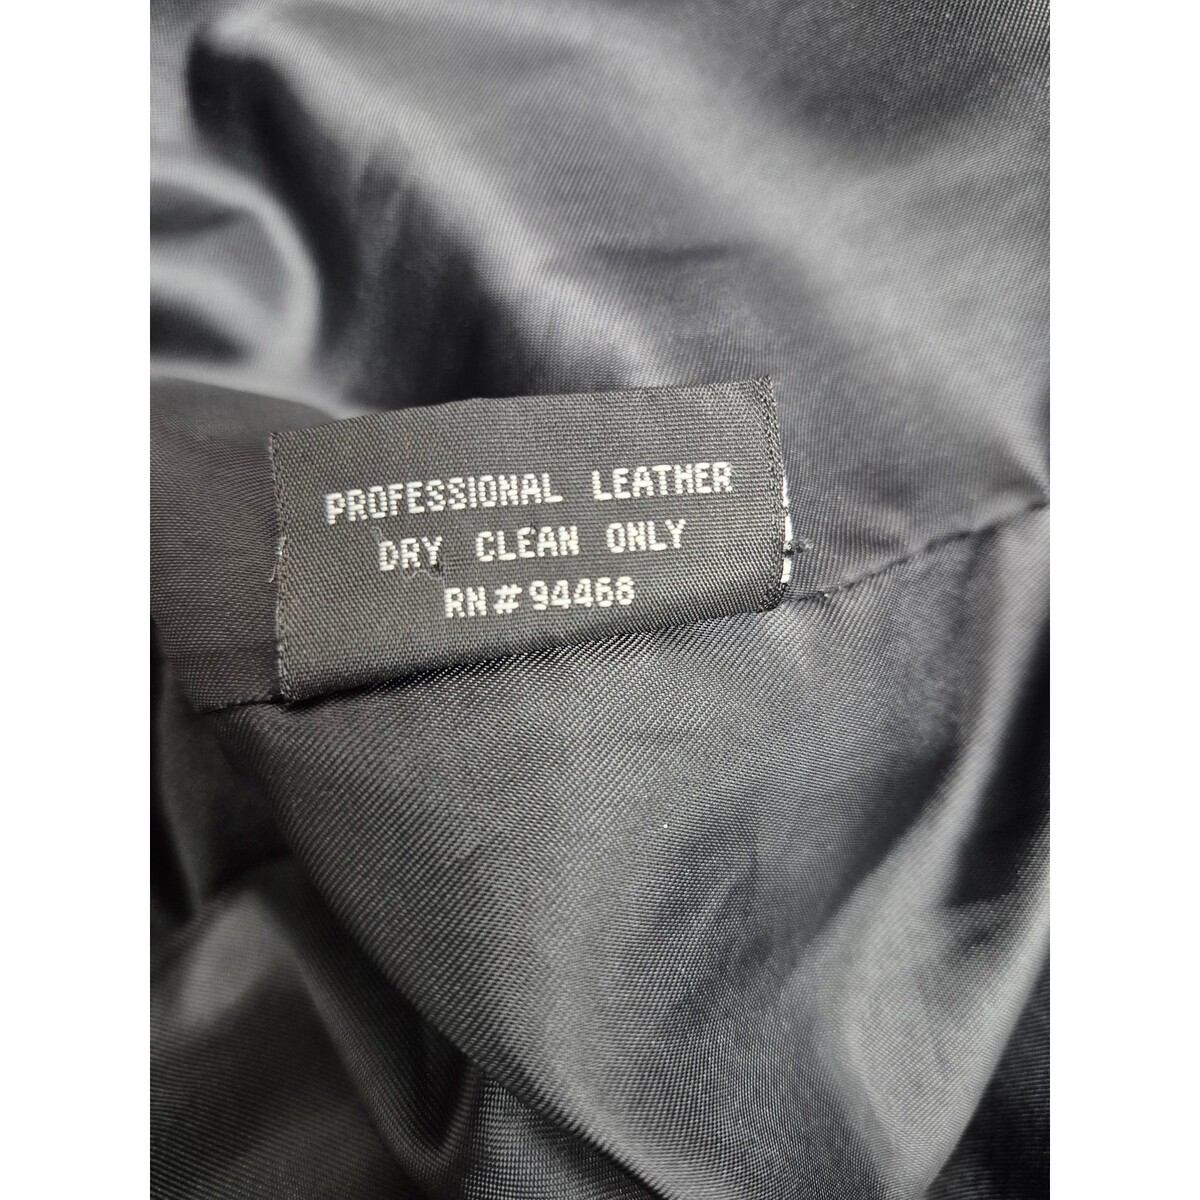 PROFESSIONAL LEATHER
DRY CLEAN ONLY
RN# 94468